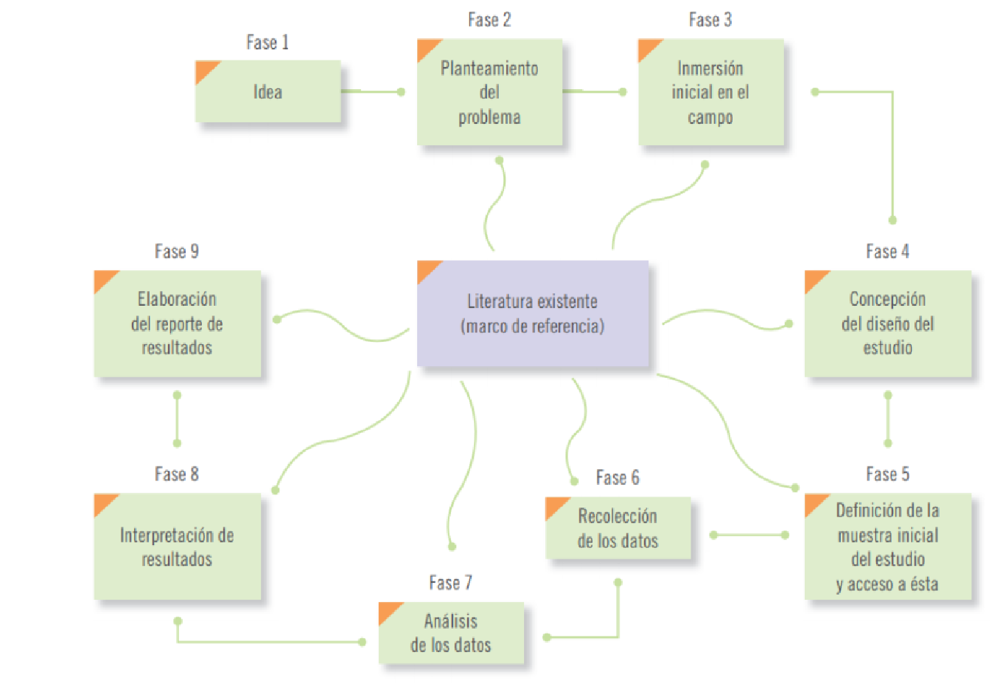 Fase 1
Idea
Fase 2
Planteamiento
del
problema
Fase 3
Inmersión
inicial en el
campo
Fase 4
Concepción
del diseño del
estudio
Fase 5
Definición de la
muestra inicial
del estudio
y acceso a ésta
Fase 6
Recolección
de los datos
Fase 7
Análisis
de los datos
Fase 8
Interpretación de
resultados
Fase 9
Elaboración
del reporte de
resultados
Literatura existente
(marco de referencia)